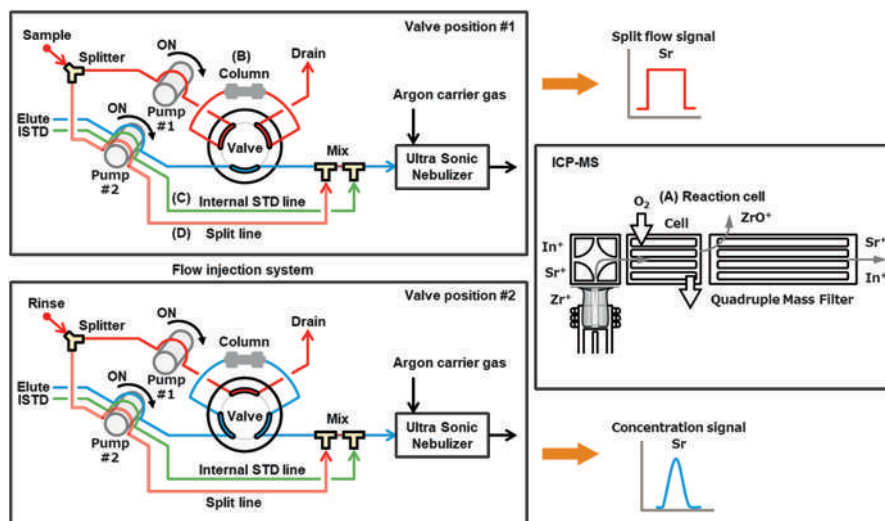 Valve position #1
Sample
Splitter
ON
(B)
Column
Drain
Pump
#1
Argon carrier gas
Elute
ISTD
ON
Valve
Mix
Ultra Sonic
Nebulizer
Pump
#2
(C)
Internal STD line
(D)
Split line
Flow injection system
Split flow signal
Sr
ICP-MS
O2
(A) Reaction cell
Cell
ZrO⁺
In⁺
Sr⁺
Sr⁺
In⁺
Zr⁺
Quadruple Mass Filter
Valve position #2
Rinse
Splitter
ON
Column
Drain
Pump
#1
Argon carrier gas
Elute
ISTD
ON
Valve
Mix
Ultra Sonic
Nebulizer
Pump
#2
Internal STD line
Split line
Concentration signal
Sr